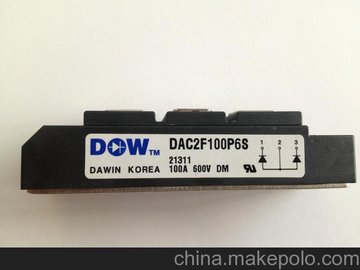 DOW™ DAC2F100P6S
1 2 3
21311
DAWIN KOREA 100A 600V DM
china.makepolo.com